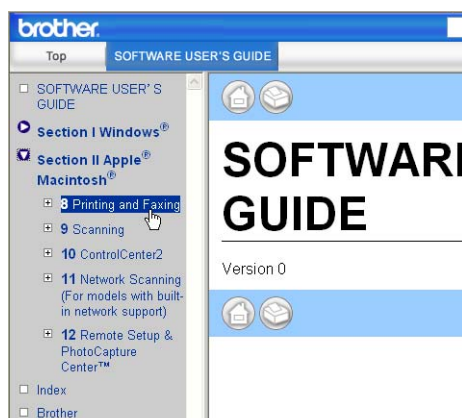 brother.
Top
SOFTWARE USER'S GUIDE
SOFTWARE USER' S
GUIDE
Section I Windows®
Section II Apple®
Macintosh®
8 Printing and Faxing
9 Scanning
10 ControlCenter2
11 Network Scanning
(For models with built-
in network support)
12 Remote Setup &
PhotoCapture
Center™
Index
Brother
SOFTWARE
GUIDE
Version 0